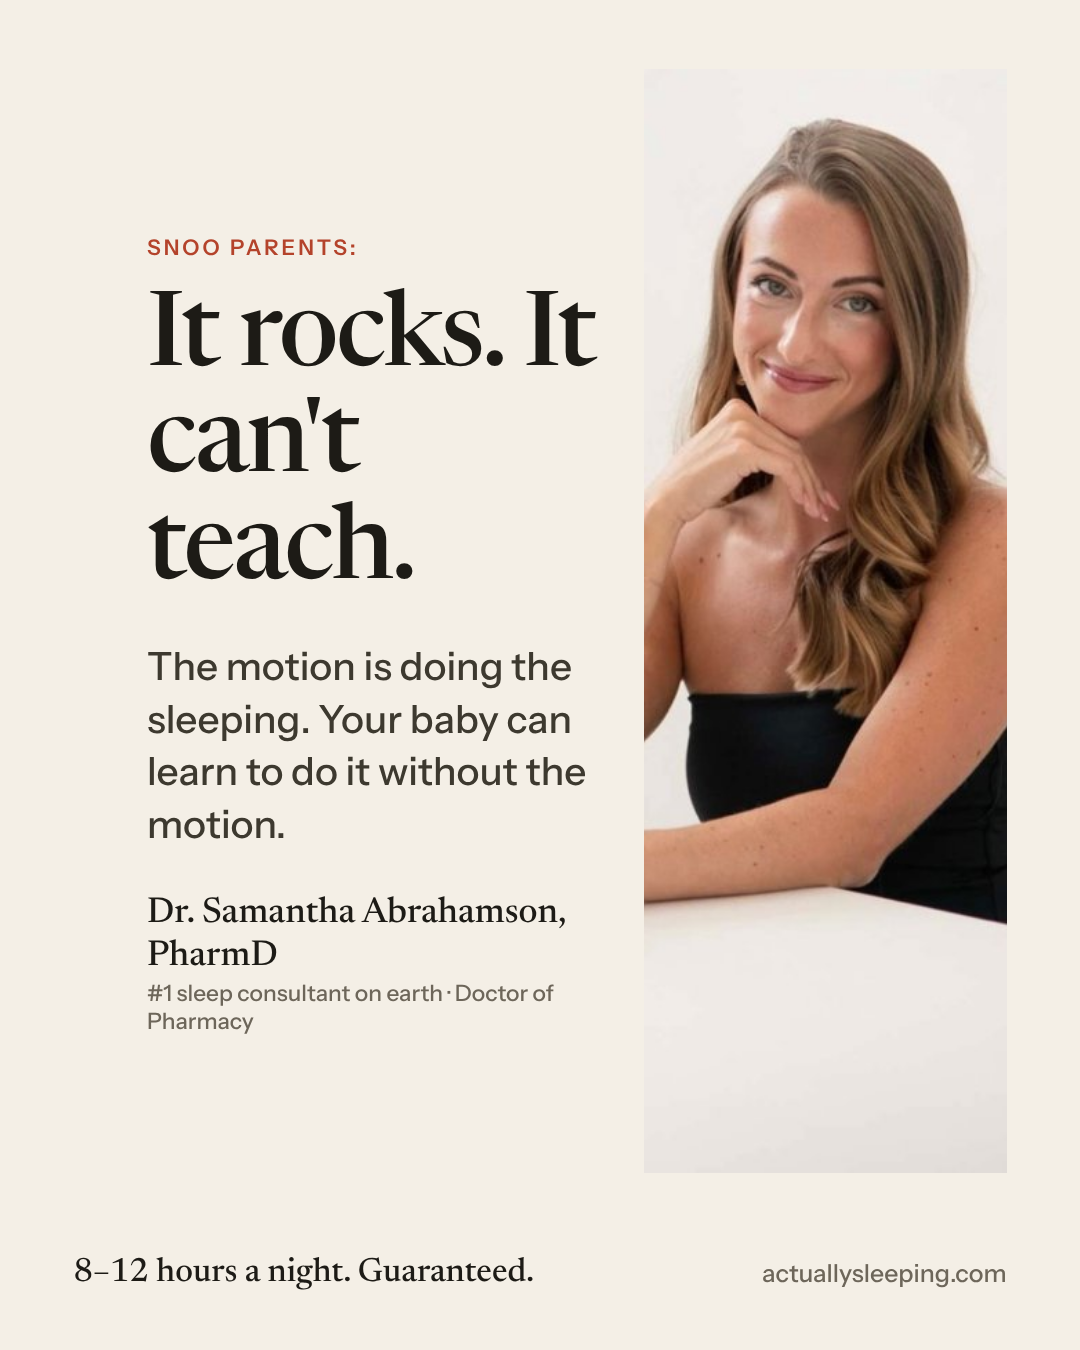 SNOO PARENTS:
It rocks. It
can't
teach.
The motion is doing the
sleeping. Your baby can
learn to do it without the
motion.
Dr. Samantha Abrahamson,
PharmD
#1 sleep consultant on earth · Doctor of
Pharmacy
8–12 hours a night. Guaranteed.
actuallysleeping.com